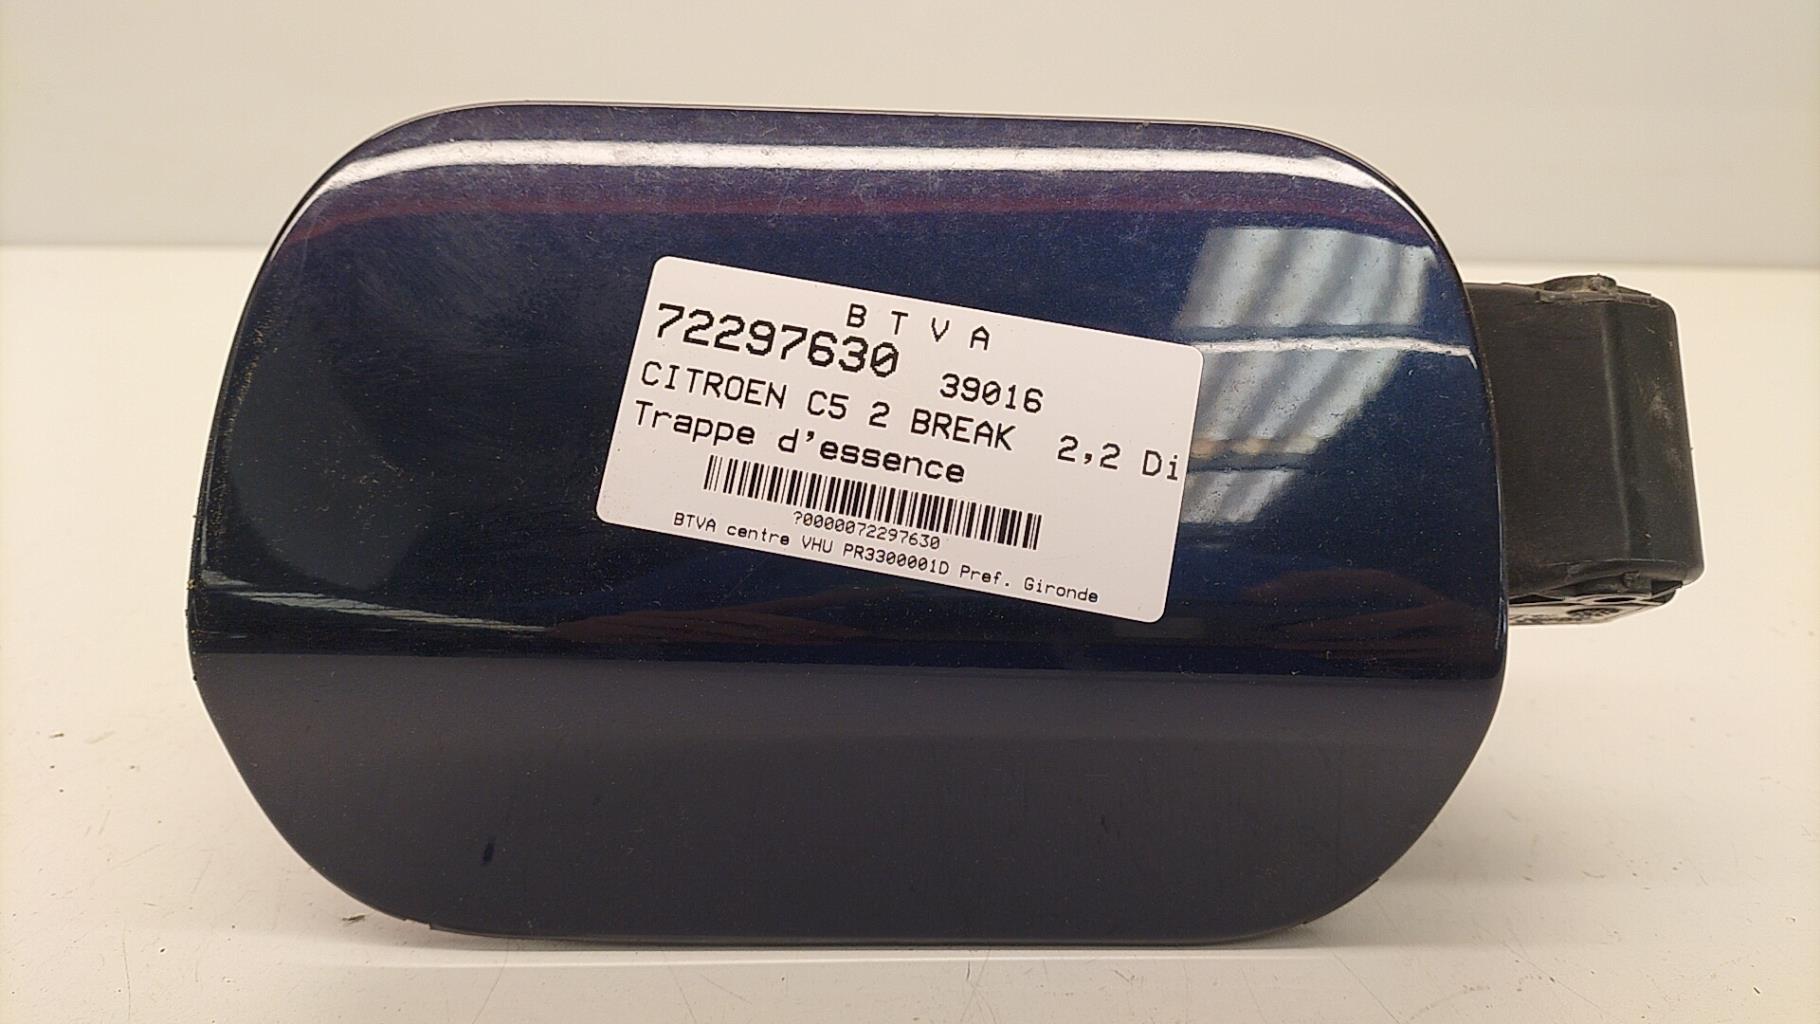 B T V A
72297630 39016
CITROEN C5 2 BREAK 2,2 Di
Trappe d'essence
?0000072297630
BTVA centre VHU PR3300001D Pref. Gironde